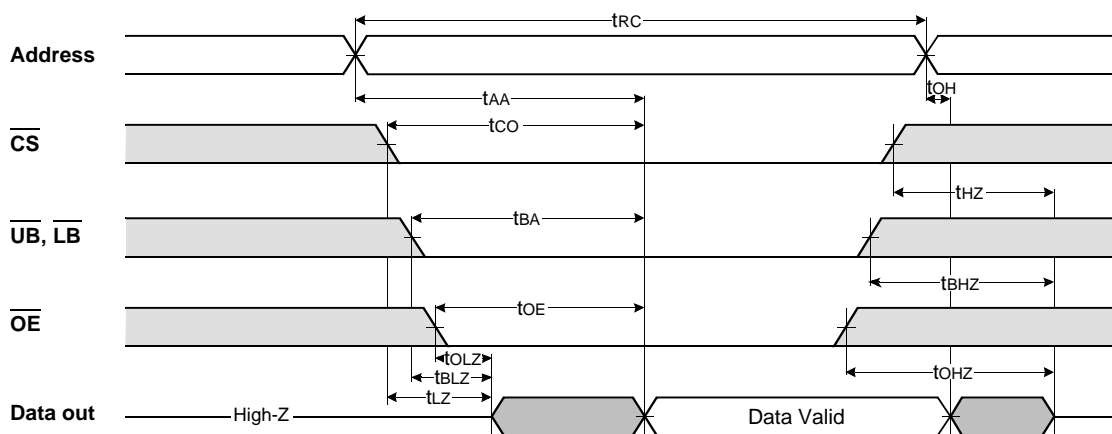 tRC
Address
tOH
tAA
tCO
CS
tHZ
tBA
UB, LB
tBHZ
tOE
OE
tOLZ
tBLZ
tOHZ
tLZ
Data out
High-Z
Data Valid